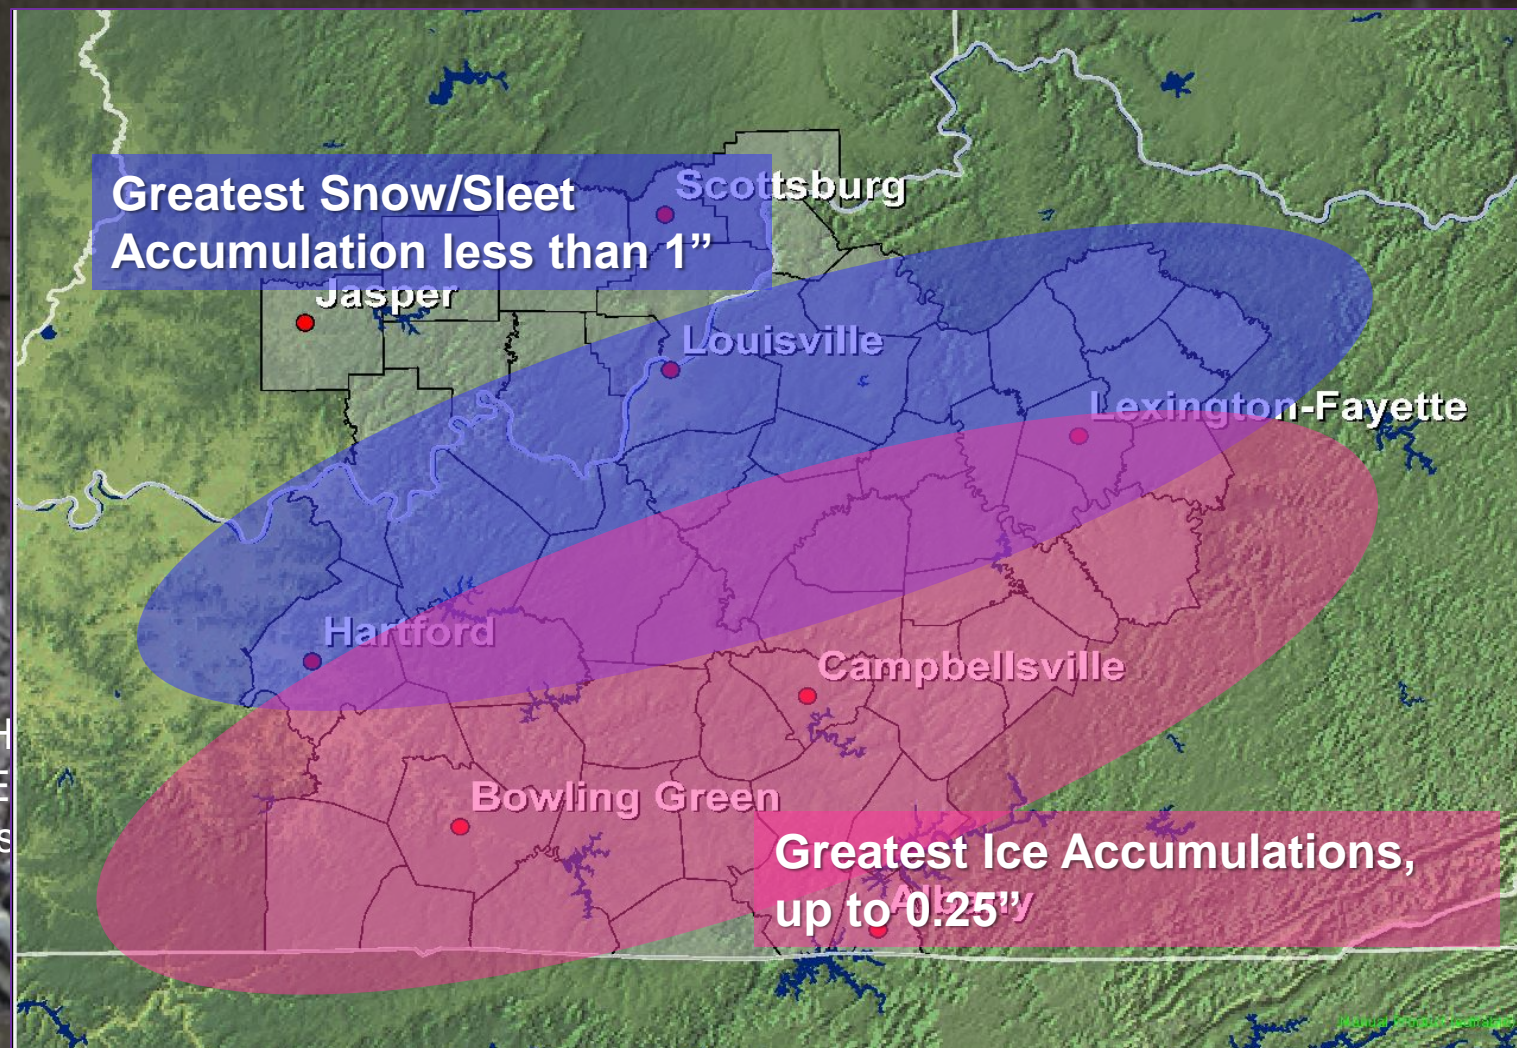 Greatest Snow/Sleet
Accumulation less than 1”
Scottsburg
Jasper
Louisville
Lexington-Fayette
Hartford
Campbellsville
Bowling Green
Greatest Ice Accumulations,
up to 0.25”
Albany